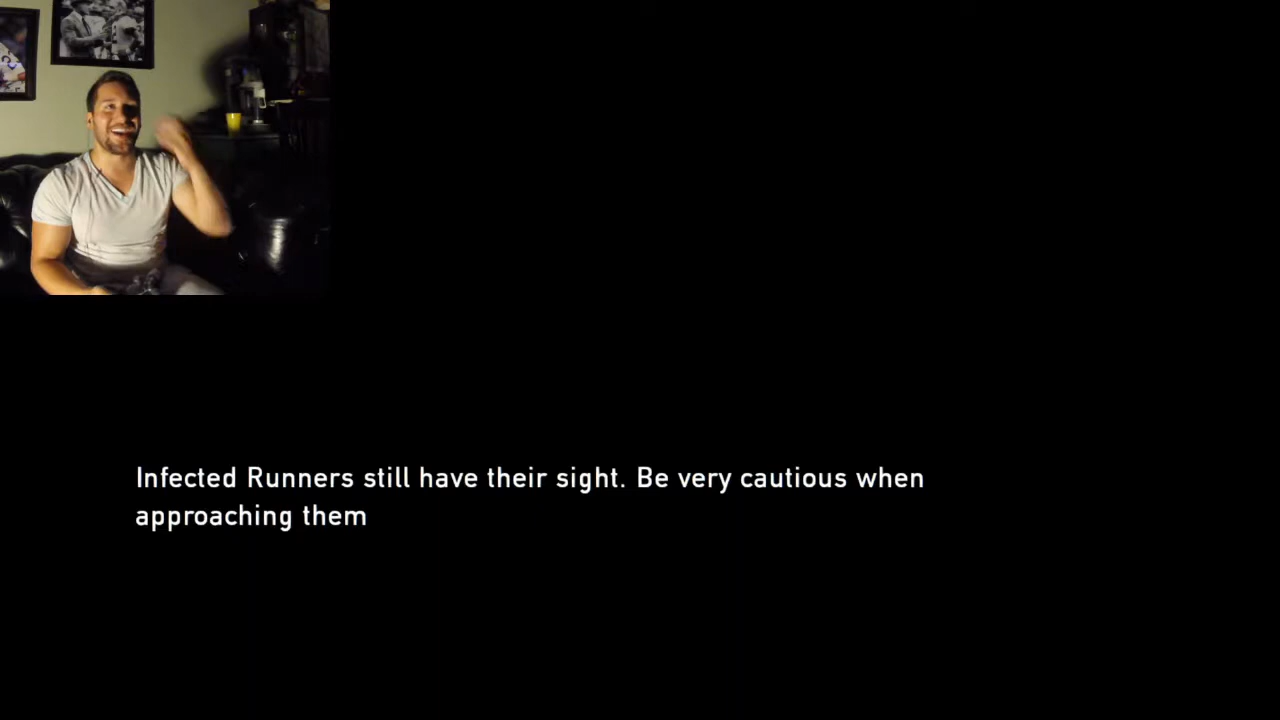 Infected Runners still have their sight. Be very cautious when
approaching them